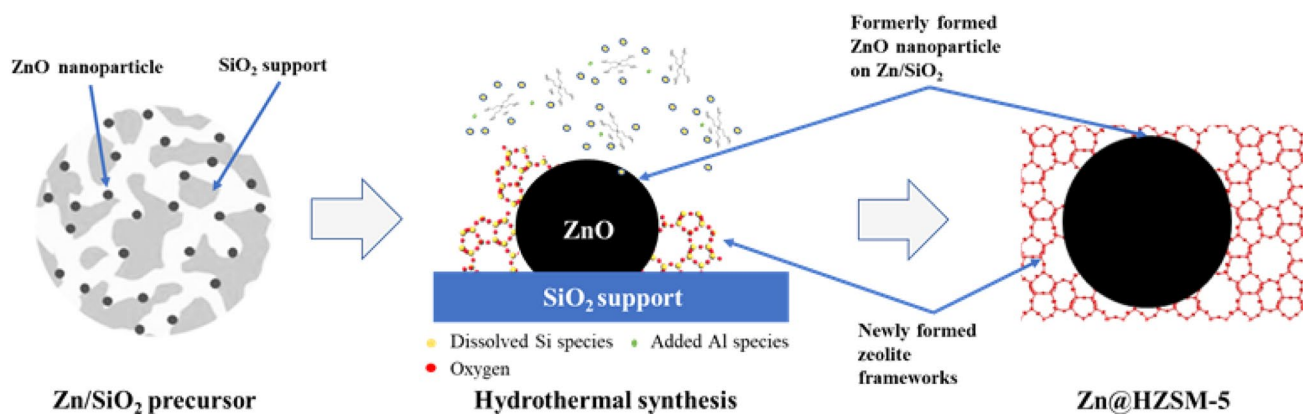 ZnO nanoparticle
SiO₂ support
Zn/SiO₂ precursor
ZnO
SiO₂ support
Dissolved Si species
Added Al species
Oxygen
Hydrothermal synthesis
Formerly formed
ZnO nanoparticle
on Zn/SiO₂
Newly formed
zeolite
frameworks
Zn@HZSM-5